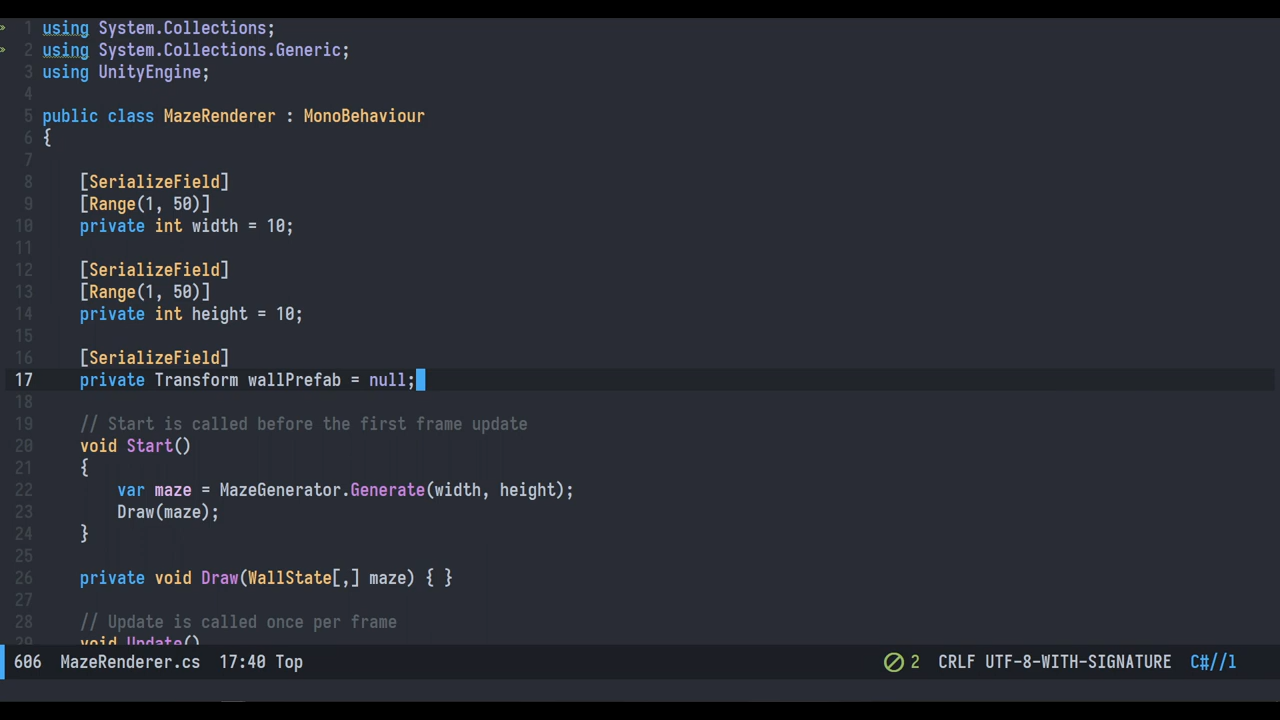 1 using System.Collections;
2 using System.Collections.Generic;
3 using UnityEngine;
4
5 public class MazeRenderer : MonoBehaviour
6 {
7
8     [SerializeField]
9     [Range(1, 50)]
10     private int width = 10;
11
12     [SerializeField]
13     [Range(1, 50)]
14     private int height = 10;
15
16     [SerializeField]
17     private Transform wallPrefab = null;
18
19     // Start is called before the first frame update
20     void Start()
21     {
22         var maze = MazeGenerator.Generate(width, height);
23         Draw(maze);
24     }
25
26     private void Draw(WallState[,] maze) { }
27
28     // Update is called once per frame
29     void Update()
606 MazeRenderer.cs 17:40 Top 2 CRLF UTF-8-WITH-SIGNATURE C#//l